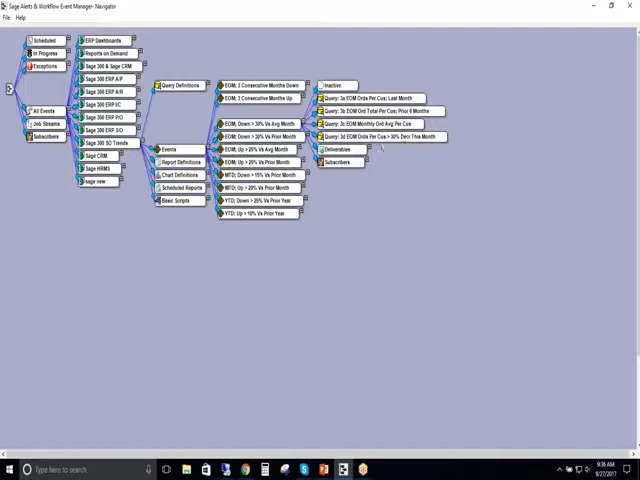 Sage Alerts & Workflow Event Manager- Navigator
File Help
Scheduled
In Progress
Exceptions
All Events
Job Streams
Subscribers
ERP Dashboards
Reports on Demand
Sage 300 & Sage CRM
Sage 300 ERP A/P
Sage 300 ERP A/R
Sage 300 ERP I/C
Sage 300 ERP P/O
Sage 300 ERP S/O
Sage 300 SO Trends
Sage CRM
Sage HRMS
sage new
Query Definitions
Events
Report Definitions
Chart Definitions
Scheduled Reports
Basic Scripts
EOM; 3 Consecutive Months Down
EOM; 3 Consecutive Months Up
EOM; Down > 30% Vs Avg Month
EOM; Down > 30% Vs Prior Month
EOM; Up > 25% Vs Avg Month
EOM; Up > 25% Vs Prior Month
MTD; Down > 15% Vs Prior Month
MTD; Up > 20% Vs Prior Month
YTD; Down > 25% Vs Prior Year
YTD; Up > 10% Vs Prior Year
Inactive
Query: 3a EOM Ords Per Cus; Last Month
Query: 3b EOM Ord Total Per Cus; Prior 6 Months
Query: 3c EOM Monthly Ord Avg Per Cus
Query: 3d EOM Ords Per Cus > 30% Decr This Month
Deliverables
Subscribers
Type here to search
9:36 AM
9/27/2017